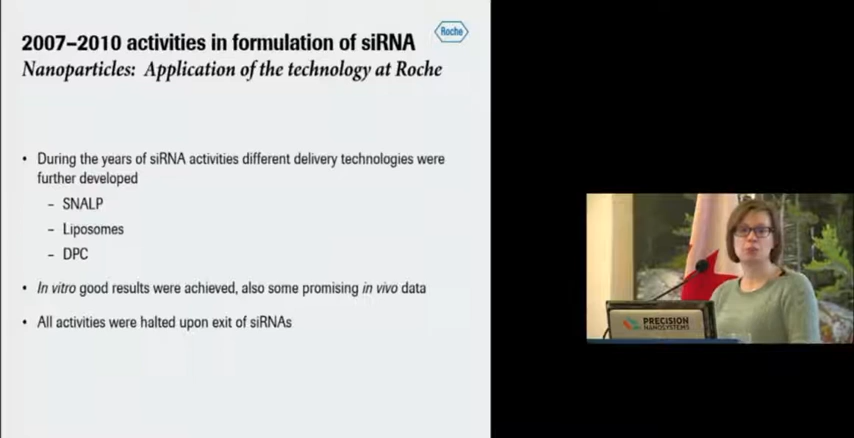 2007–2010 activities in formulation of siRNA
Roche
Nanoparticles: Application of the technology at Roche
• During the years of siRNA activities different delivery technologies were
further developed
- SNALP
- Liposomes
- DPC
• In vitro good results were achieved, also some promising in vivo data
• All activities were halted upon exit of siRNAs
PRECISION
NANOSYSTEMS